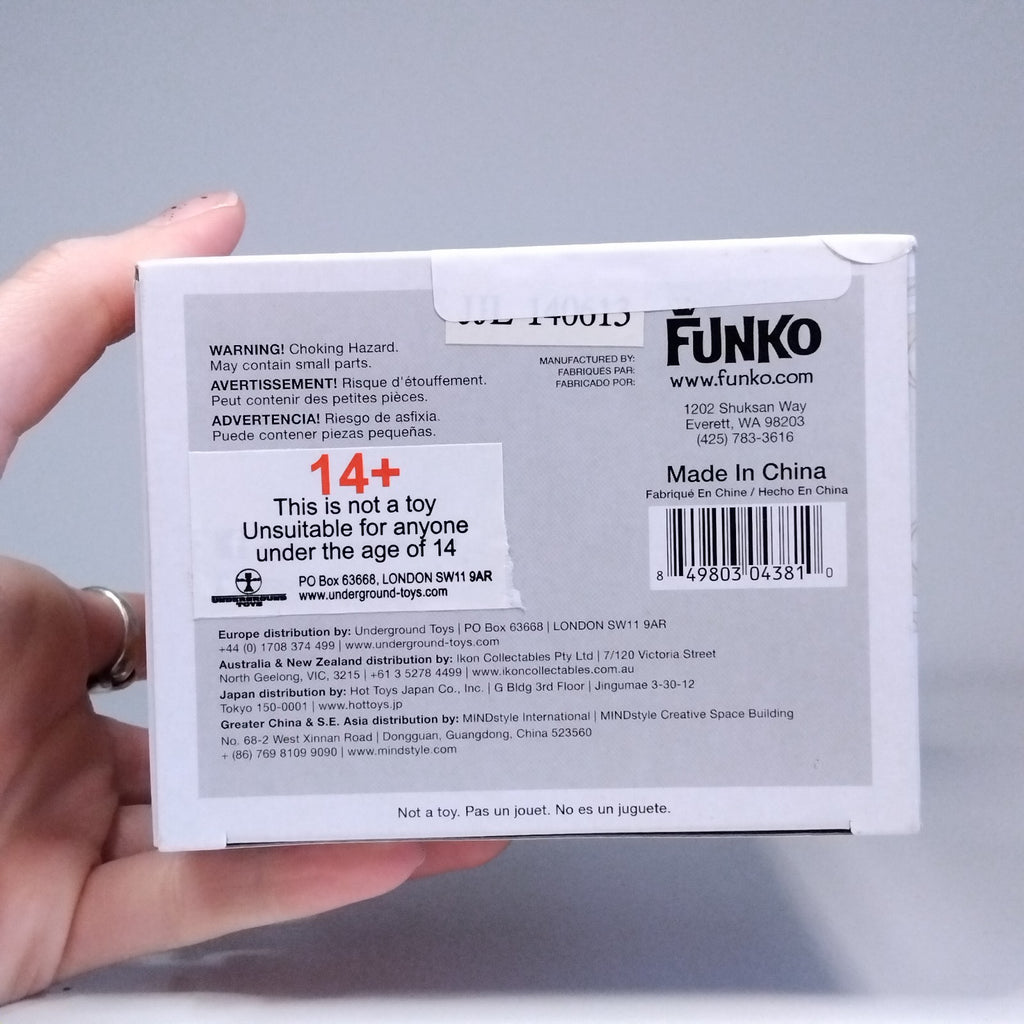 JJL 140613
FUNKO
www.funko.com
WARNING! Choking Hazard.
May contain small parts.
AVERTISSEMENT! Risque d'étouffement.
Peut contenir des petites pièces.
ADVERTENCIA! Riesgo de asfixia.
Puede contener piezas pequeñas.
MANUFACTURED BY:
FABRIQUÉS PAR:
FABRICADO POR:
1202 Shuksan Way
Everett, WA 98203
(425) 783-3616
Made In China
Fabriqué En Chine / Hecho En China
8 49803 04381 0
14+
This is not a toy
Unsuitable for anyone
under the age of 14
UNDERGROUND
TOYS
PO Box 63668, LONDON SW11 9AR
www.underground-toys.com
Europe distribution by: Underground Toys | PO Box 63668 | LONDON SW11 9AR
+44 (0) 1708 374 499 | www.underground-toys.com
Australia & New Zealand distribution by: Ikon Collectables Pty Ltd | 7/120 Victoria Street
North Geelong, VIC, 3215 | +61 3 5278 4499 | www.ikoncollectables.com.au
Japan distribution by: Hot Toys Japan Co., Inc. | G Bldg 3rd Floor | Jingumae 3-30-12
Tokyo 150-0001 | www.hottoys.jp
Greater China & S.E. Asia distribution by: MINDstyle International | MINDstyle Creative Space Building
No. 68-2 West Xinnan Road | Dongguan, Guangdong, China 523560
+ (86) 769 8109 9090 | www.mindstyle.com
Not a toy. Pas un jouet. No es un juguete.